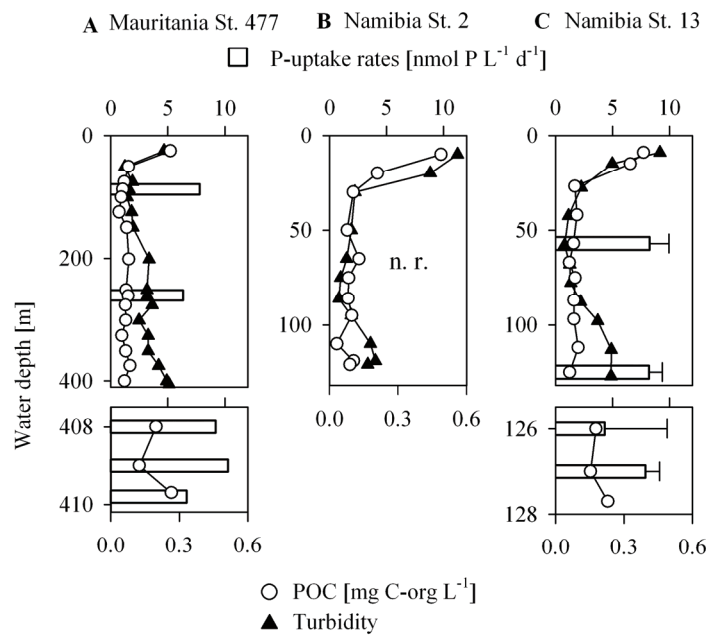 A Mauritania St. 477 B Namibia St. 2 C Namibia St. 13
P-uptake rates [nmol P L⁻¹ d⁻¹]
0 5 10 0 5 10 0 5 10
0 0 0
50 50
200
n. r.
100 100
400
Water depth [m]
408 126
410 128
0.0 0.3 0.6 0.0 0.3 0.6 0.0 0.3 0.6
POC [mg C-org L⁻¹]
Turbidity